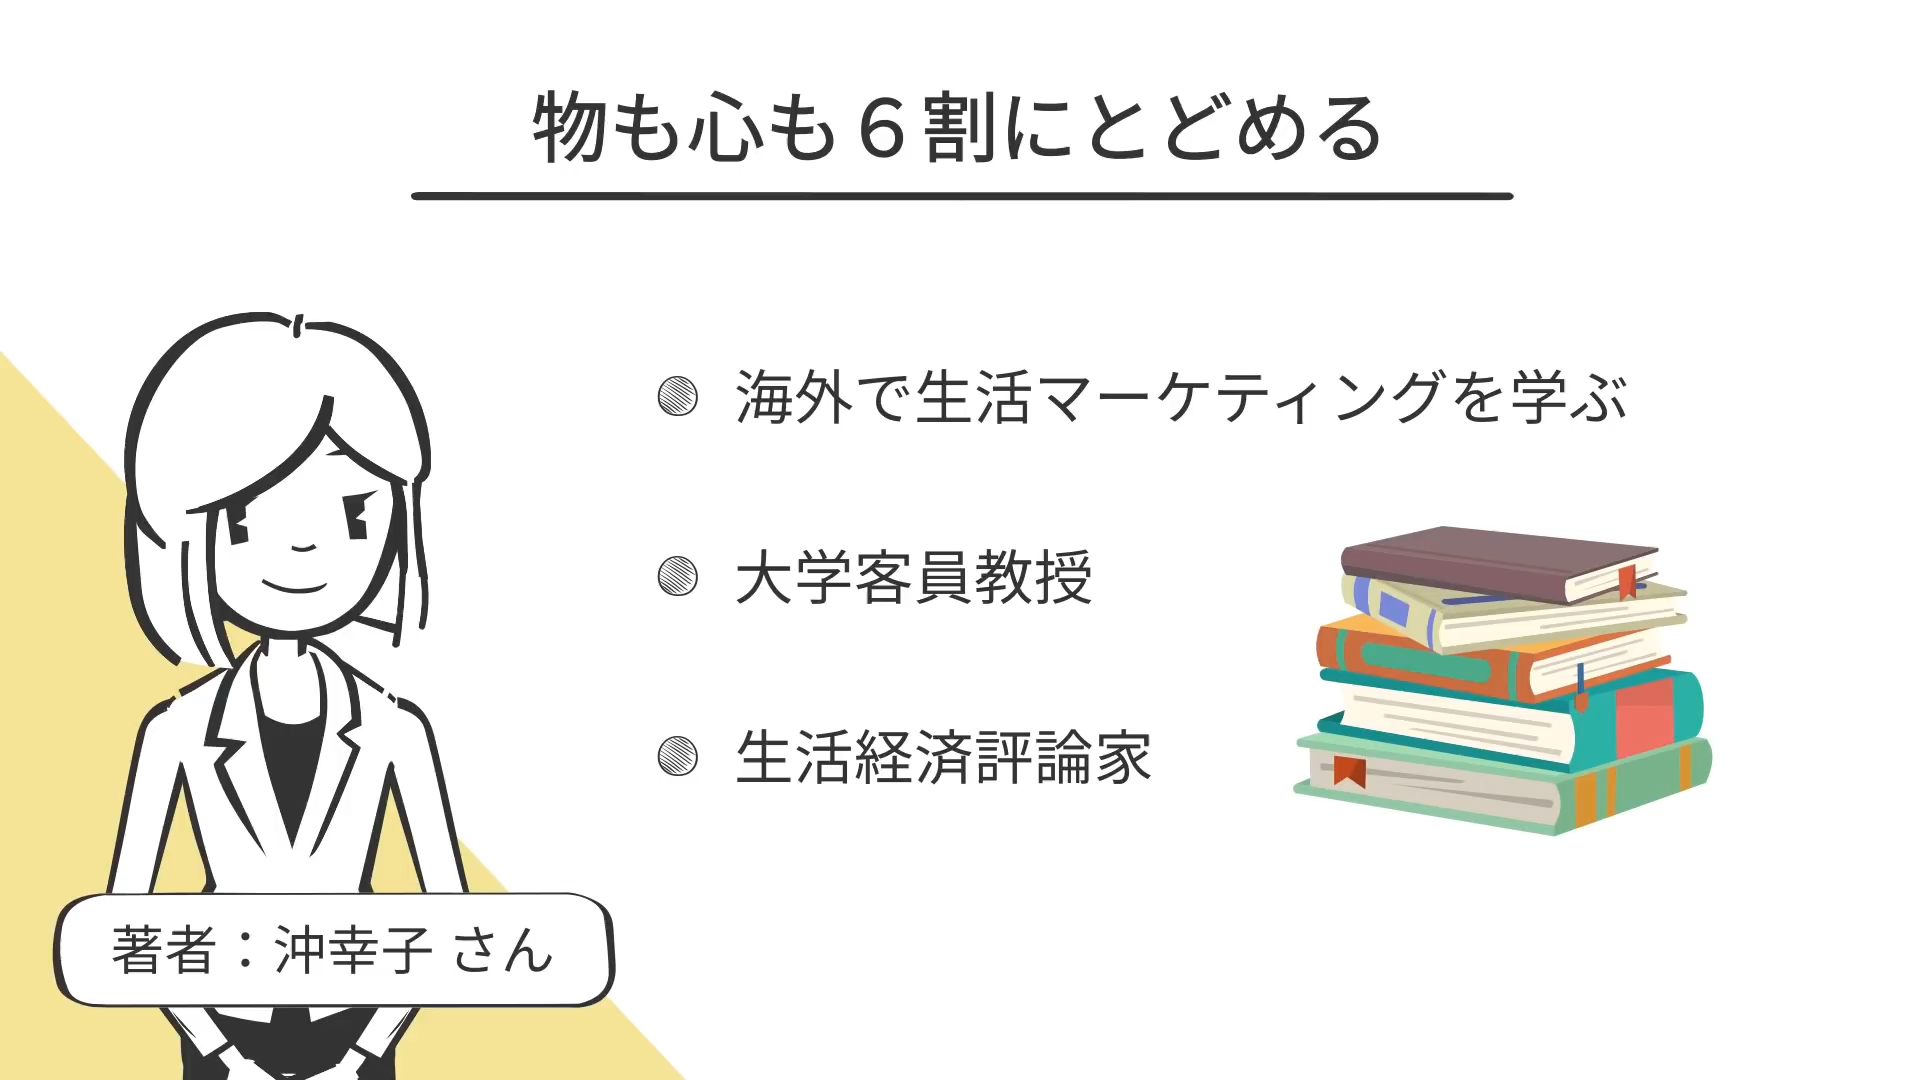 物も心も６割にとどめる
海外で生活マーケティングを学ぶ
大学客員教授
生活経済評論家
著者：沖幸子 さん